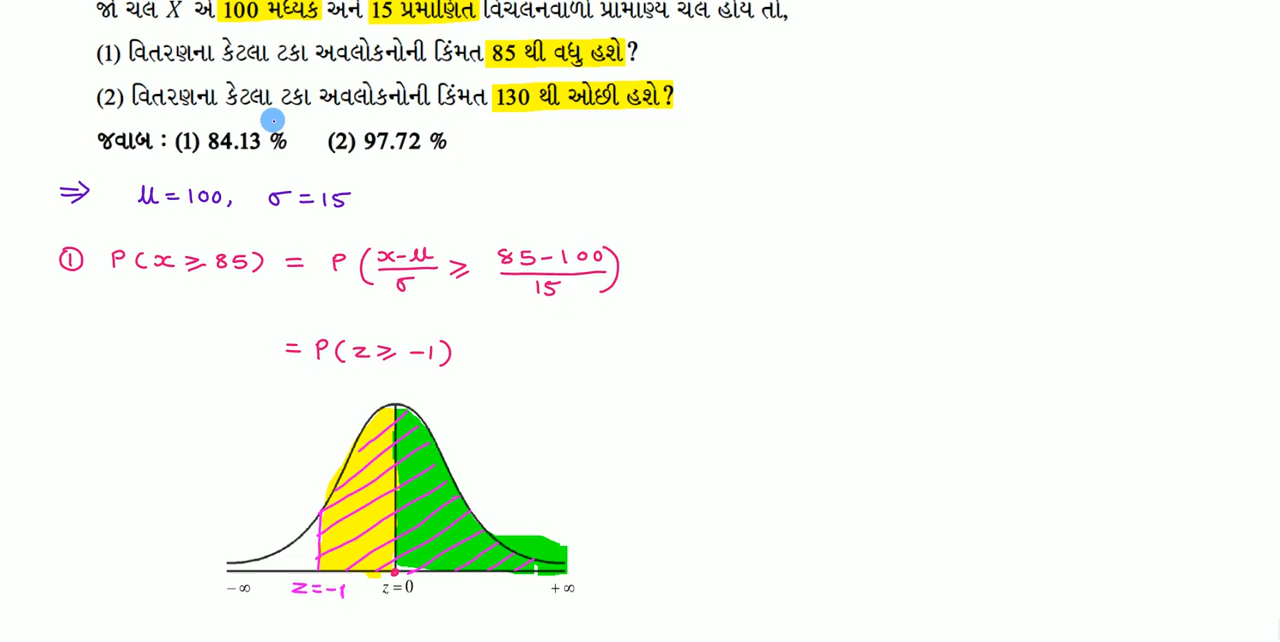 જો ચલ X એ 100 મધ્યક અને 15 પ્રમાણિત વિચલનવાળો પ્રામાણ્ય ચલ હોય તો,
(1) વિતરણના કેટલા ટકા અવલોકનોની કિંમત 85 થી વધુ હશે ?
(2) વિતરણના કેટલા ટકા અવલોકનોની કિંમત 130 થી ઓછી હશે ?
જવાબ : (1) 84.13 % (2) 97.72 %
⇒ μ = 100, σ = 15
① P(x ≥ 85) = P((x-μ)/σ ≥ (85-100)/15)
= P(z ≥ -1)
-∞ z=-1 z=0 +∞